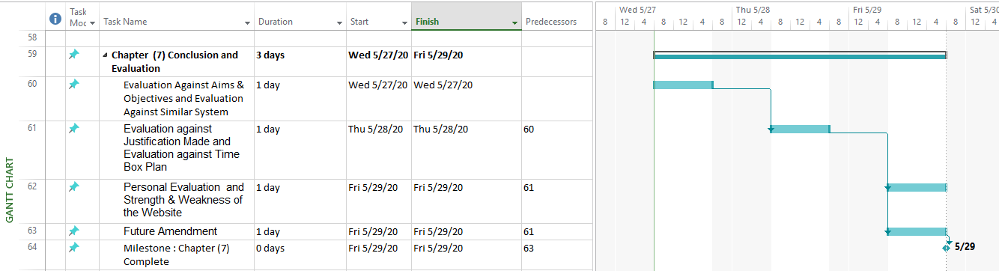 Wed 5/27 Thu 5/28 Fri 5/29 Sat 5/30
Task Mod Task Name Duration Start Finish Predecessors 8 12 4 8 12 4 8 12 4 8 12 4 8 12 4 8 12 4 8 12 4
58
59 Chapter (7) Conclusion and 3 days Wed 5/27/20 Fri 5/29/20
Evaluation
60 Evaluation Against Aims & 1 day Wed 5/27/20 Wed 5/27/20
Objectives and Evaluation
Against Similar System
61 Evaluation against 1 day Thu 5/28/20 Thu 5/28/20 60
Justification Made and
Evaluation against Time
Box Plan
62 Personal Evaluation and 1 day Fri 5/29/20 Fri 5/29/20 61
Strength & Weakness of
the Website
63 Future Amendment 1 day Fri 5/29/20 Fri 5/29/20 61
64 Milestone : Chapter (7) 0 days Fri 5/29/20 Fri 5/29/20 63 5/29
Complete
GANTT CHART